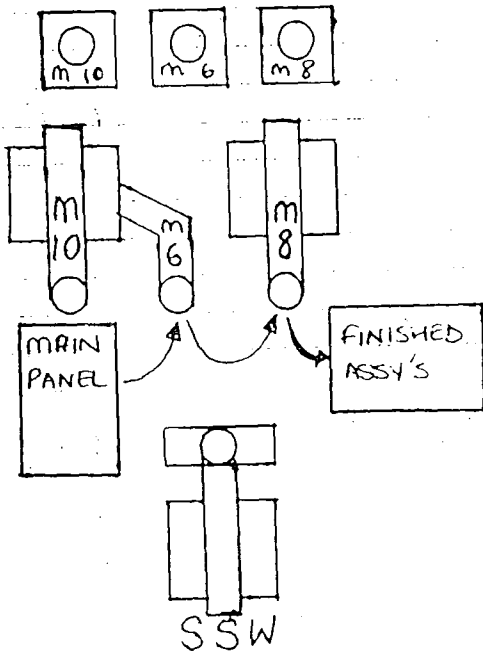 m 10
m 6
m 8
m
10
m
6
m
8
MAIN
PANEL
FINISHED
ASSY'S
SSW